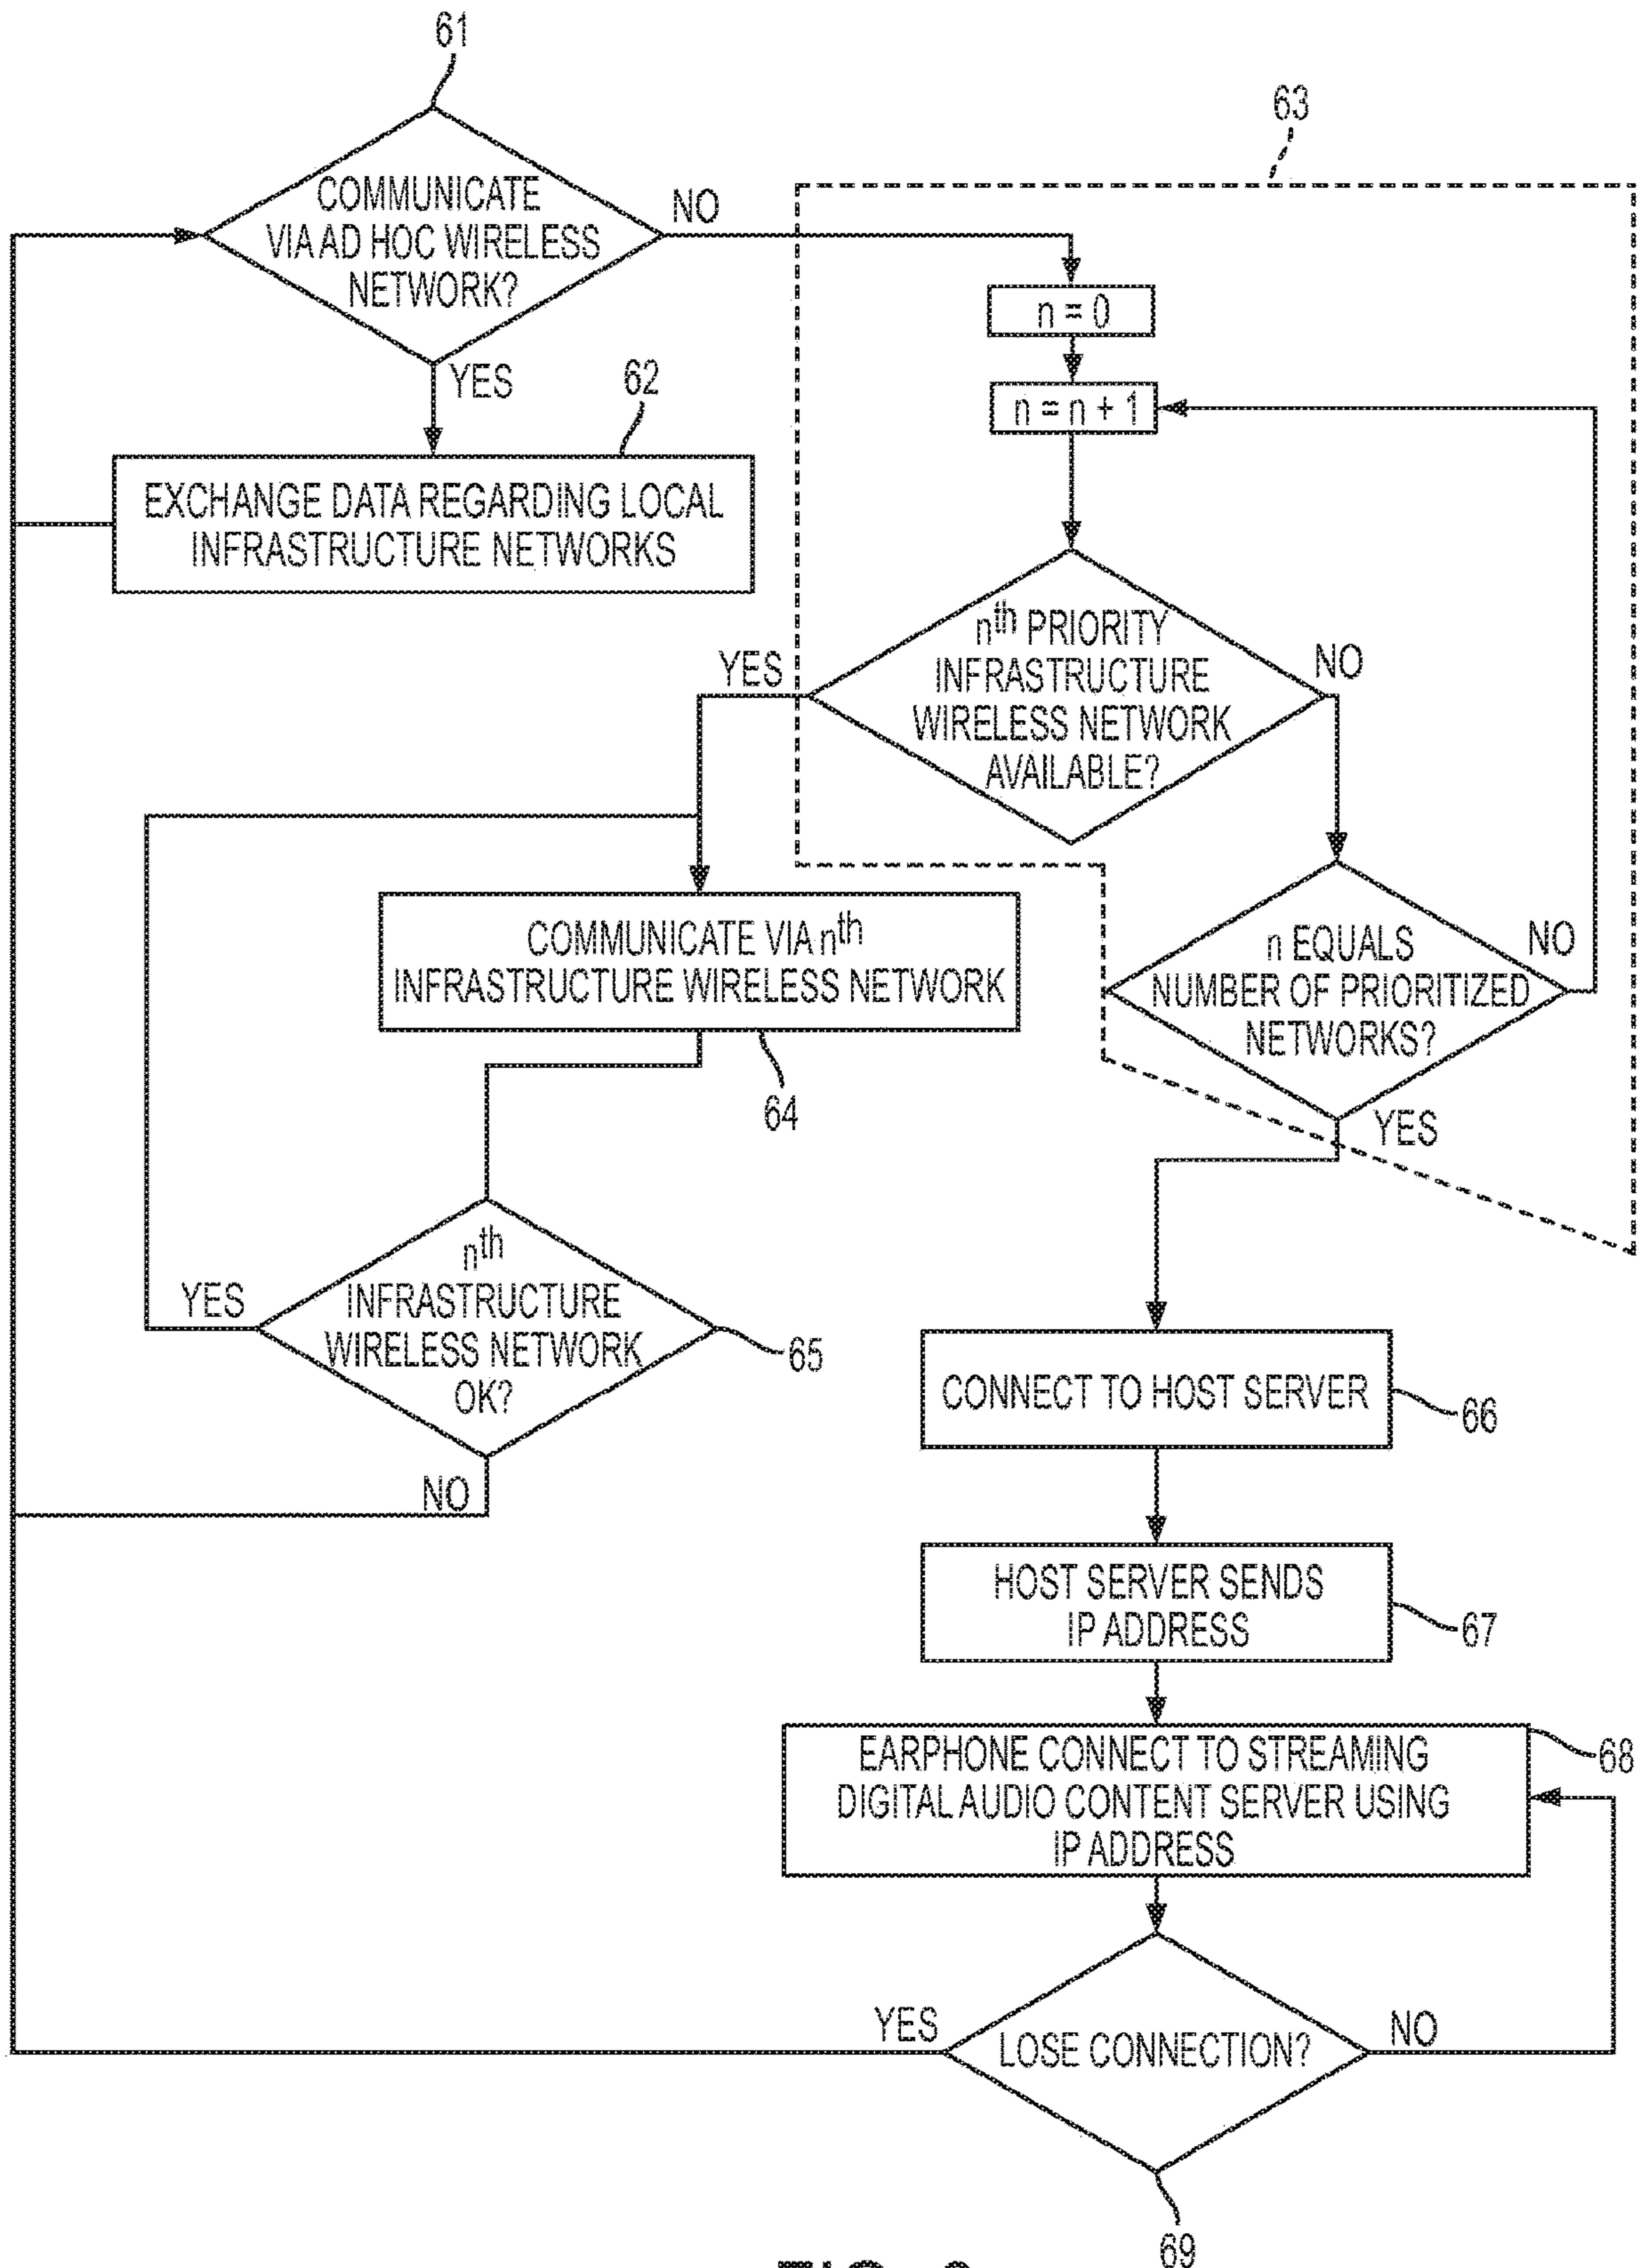 61
63
COMMUNICATE
VIA AD HOC WIRELESS
NETWORK?
NO
YES
n = 0
n = n + 1
62
EXCHANGE DATA REGARDING LOCAL
INFRASTRUCTURE NETWORKS
nth PRIORITY
INFRASTRUCTURE
WIRELESS NETWORK
AVAILABLE?
YES
NO
COMMUNICATE VIA nth
INFRASTRUCTURE WIRELESS NETWORK
64
n EQUALS
NUMBER OF PRIORITIZED
NETWORKS?
NO
YES
nth
INFRASTRUCTURE
WIRELESS NETWORK
OK?
YES
65
NO
CONNECT TO HOST SERVER
66
HOST SERVER SENDS
IP ADDRESS
67
EARPHONE CONNECT TO STREAMING
DIGITAL AUDIO CONTENT SERVER USING
IP ADDRESS
68
YES
LOSE CONNECTION?
NO
69